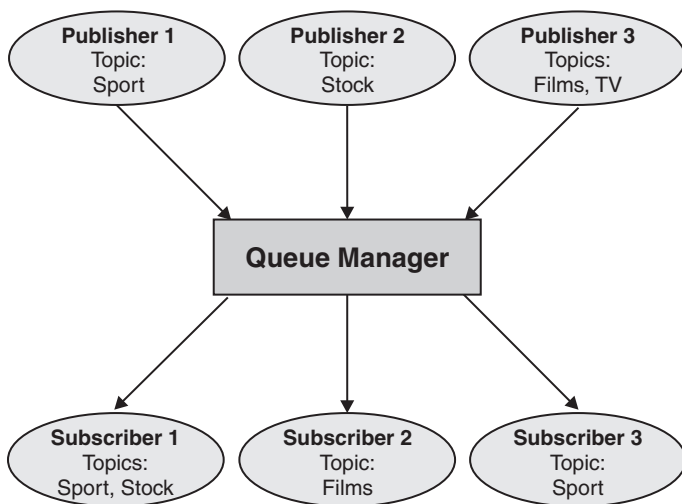 Publisher 1
Topic:
Sport
Publisher 2
Topic:
Stock
Publisher 3
Topics:
Films, TV
Queue Manager
Subscriber 1
Topics:
Sport, Stock
Subscriber 2
Topic:
Films
Subscriber 3
Topic:
Sport